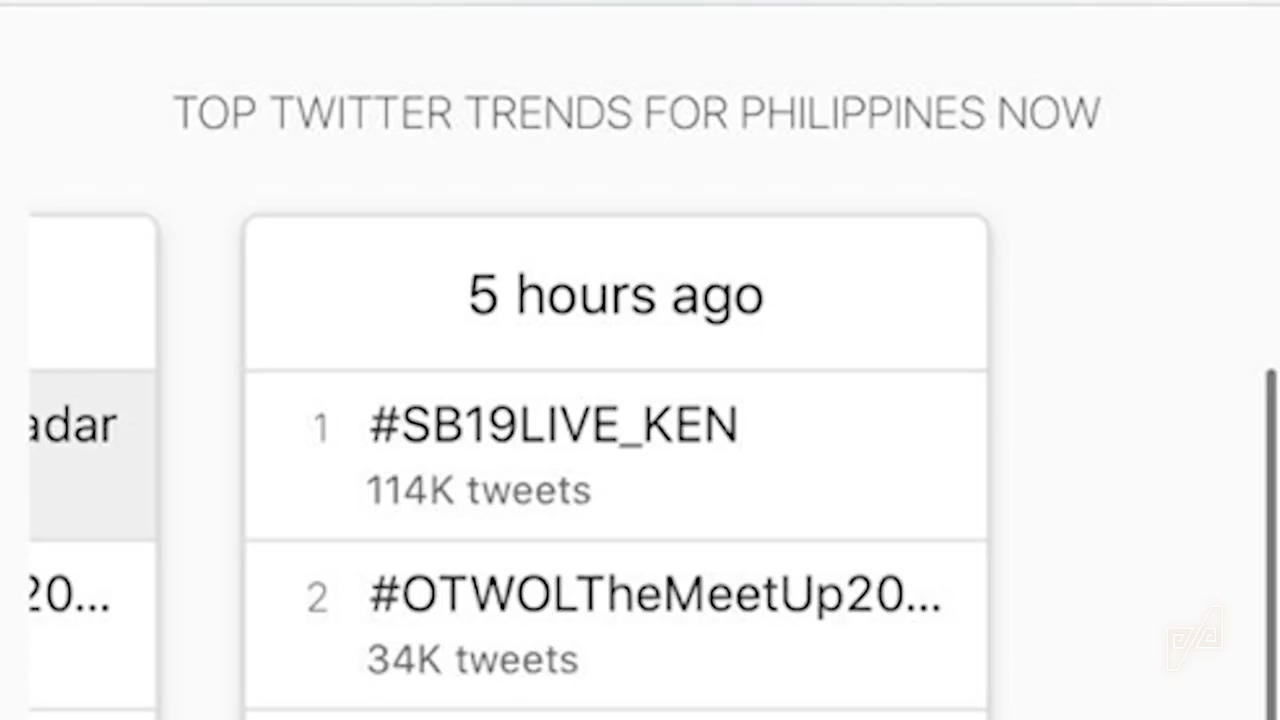 TOP TWITTER TRENDS FOR PHILIPPINES NOW
5 hours ago
adar
1 #SB19LIVE_KEN
114K tweets
20...
2 #OTWOLTheMeetUp20...
34K tweets